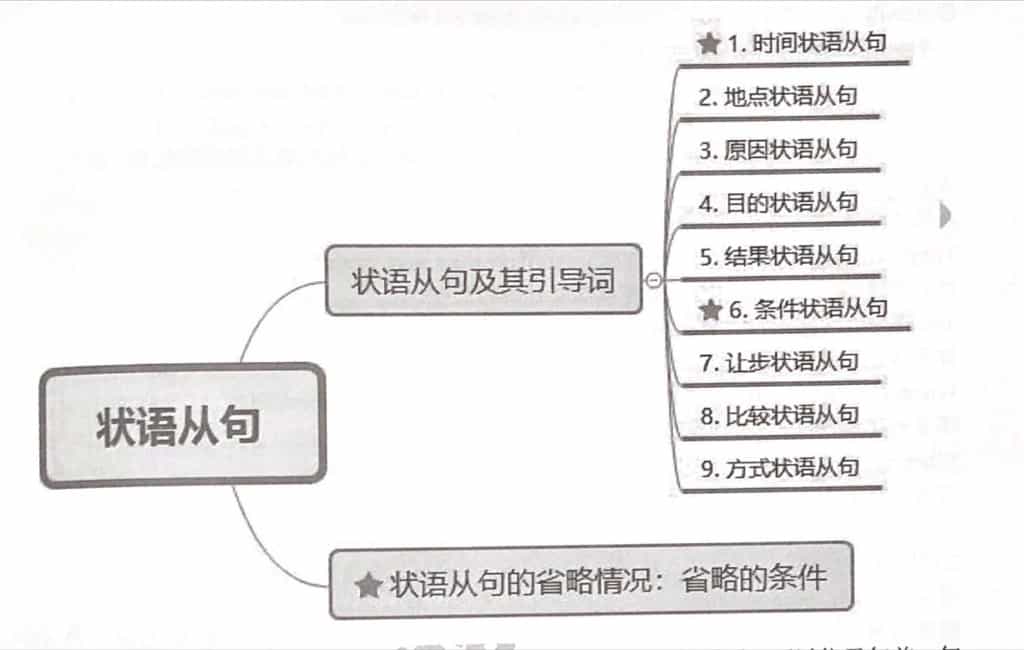 ★ 1. 时间状语从句
2. 地点状语从句
3. 原因状语从句
4. 目的状语从句
5. 结果状语从句
★ 6. 条件状语从句
7. 让步状语从句
8. 比较状语从句
9. 方式状语从句
状语从句及其引导词
状语从句
★ 状语从句的省略情况：省略的条件